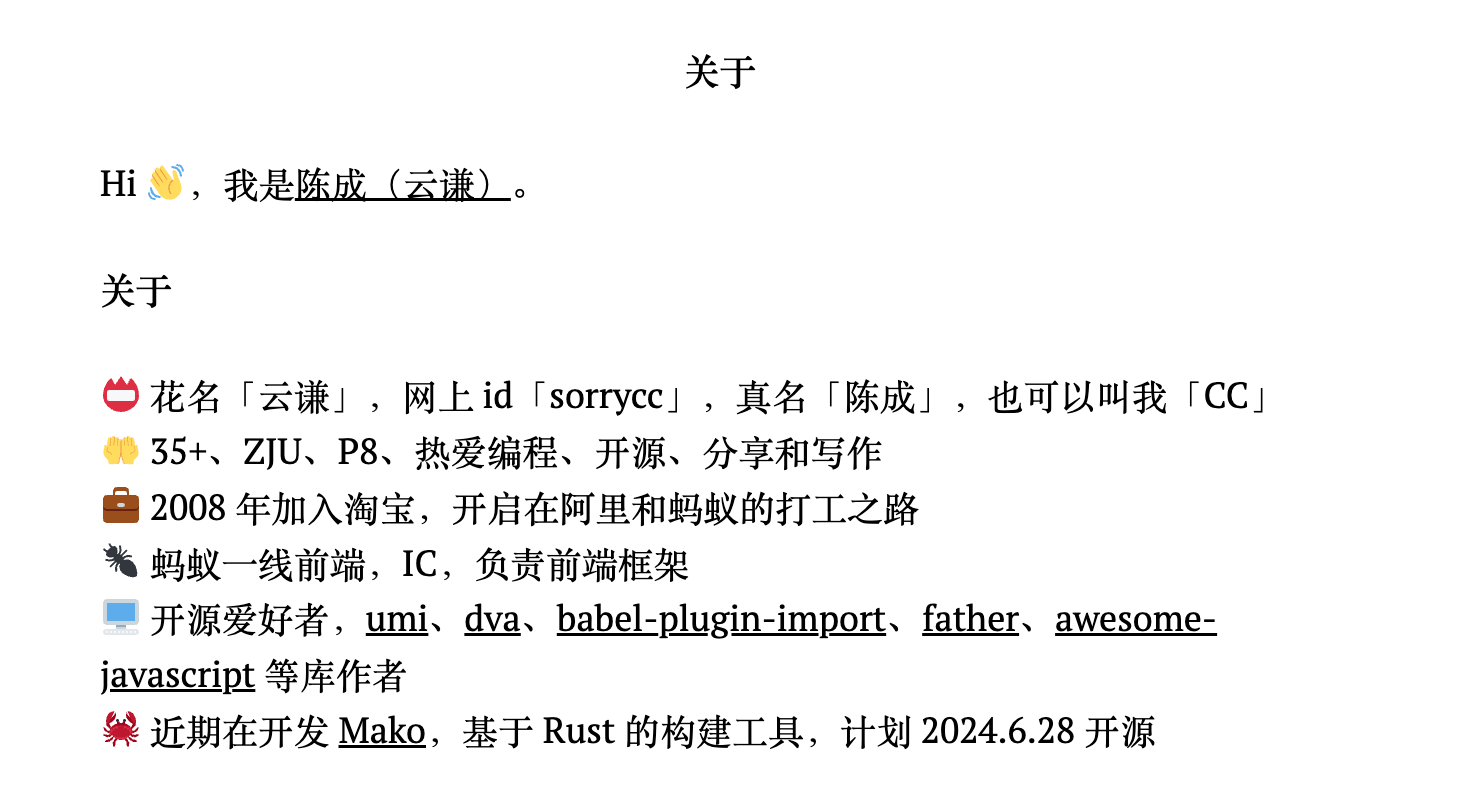 关于
Hi 👋，我是陈成（云谦）。
关于
📛 花名「云谦」，网上 id「sorrycc」，真名「陈成」，也可以叫我「CC」
🤲 35+、ZJU、P8、热爱编程、开源、分享和写作
💼 2008 年加入淘宝，开启在阿里和蚂蚁的打工之路
🐜 蚂蚁一线前端，IC，负责前端框架
🖥️ 开源爱好者，umi、dva、babel-plugin-import、father、awesome-
javascript 等库作者
🦀 近期在开发 Mako，基于 Rust 的构建工具，计划 2024.6.28 开源